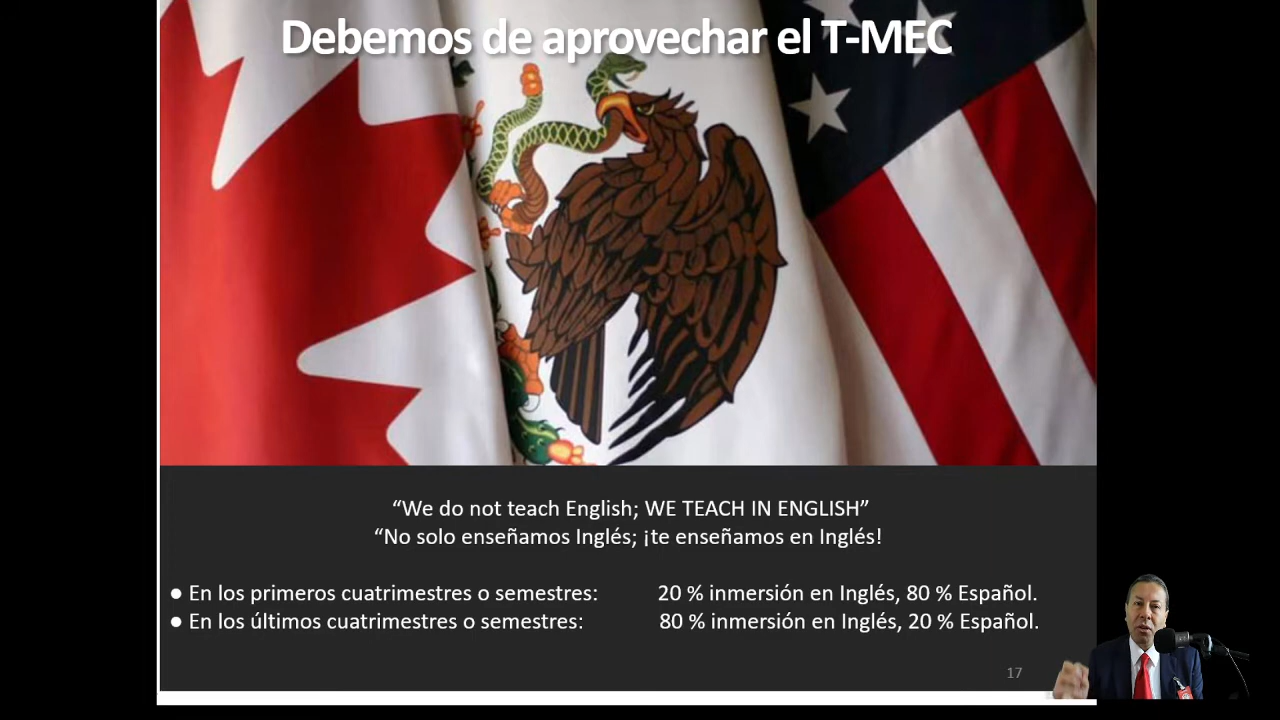 Debemos de aprovechar el T-MEC
“We do not teach English; WE TEACH IN ENGLISH”
“No solo enseñamos Inglés; ¡te enseñamos en Inglés!
● En los primeros cuatrimestres o semestres: 20 % inmersión en Inglés, 80 % Español.
● En los últimos cuatrimestres o semestres: 80 % inmersión en Inglés, 20 % Español.
17